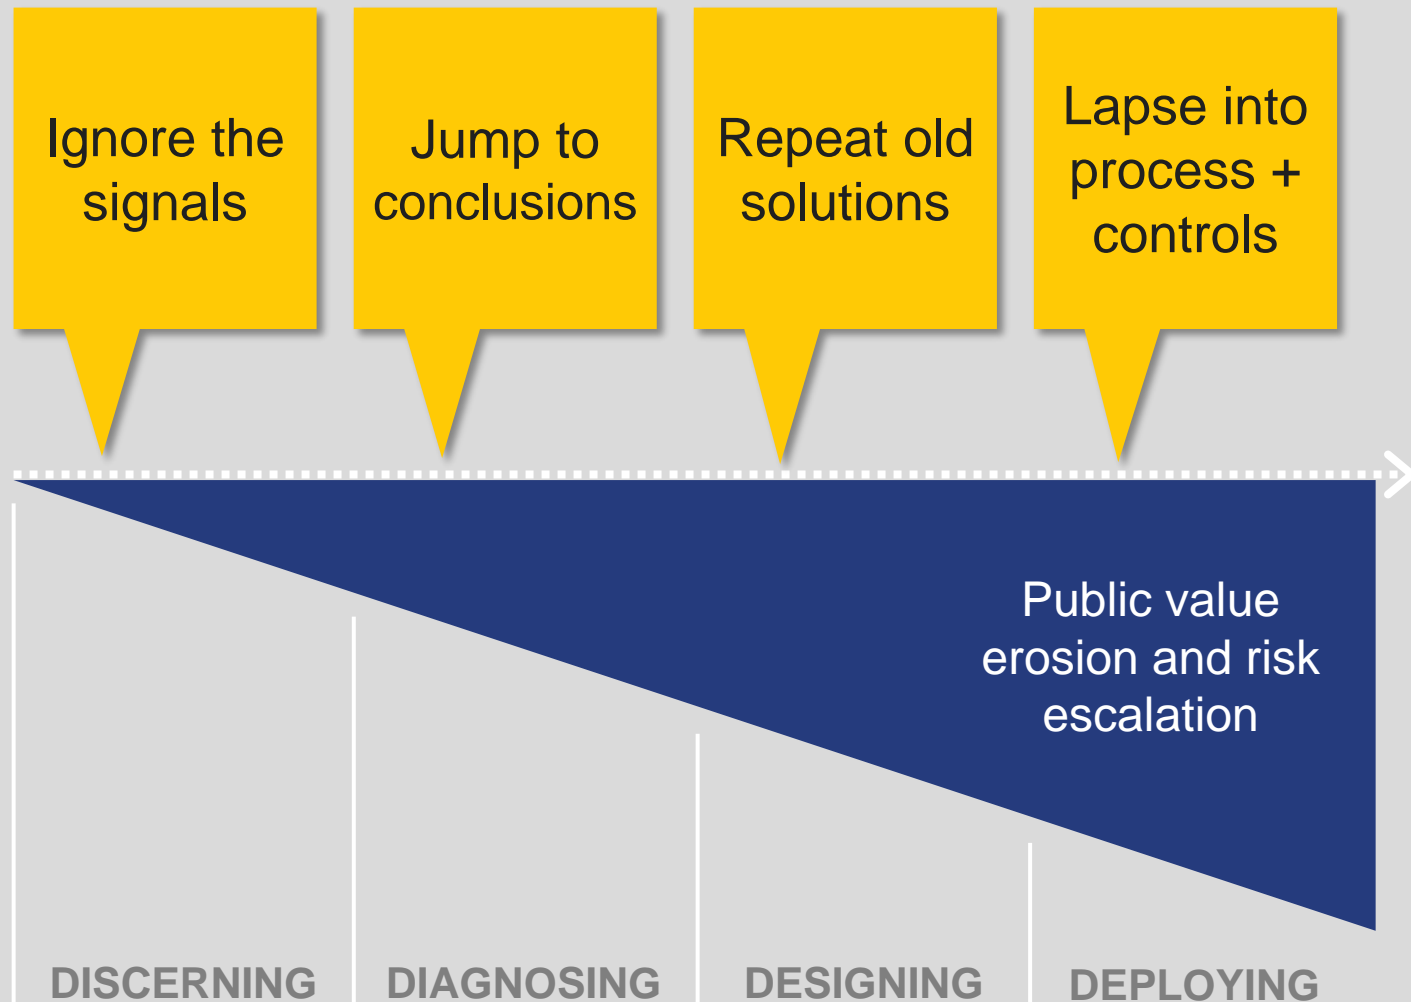 Ignore the
signals
Jump to
conclusions
Repeat old
solutions
Lapse into
process +
controls
Public value
erosion and risk
escalation
DISCERNING
DIAGNOSING
DESIGNING
DEPLOYING